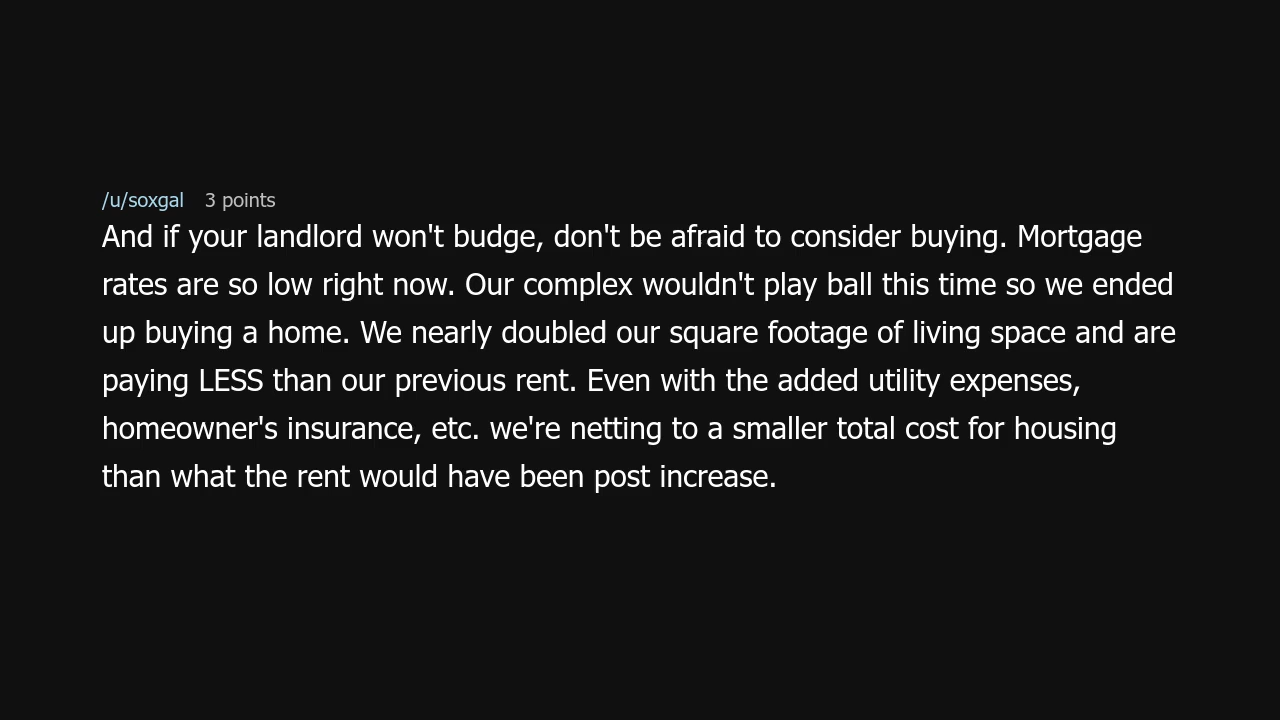 /u/soxgal 3 points
And if your landlord won't budge, don't be afraid to consider buying. Mortgage
rates are so low right now. Our complex wouldn't play ball this time so we ended
up buying a home. We nearly doubled our square footage of living space and are
paying LESS than our previous rent. Even with the added utility expenses,
homeowner's insurance, etc. we're netting to a smaller total cost for housing
than what the rent would have been post increase.